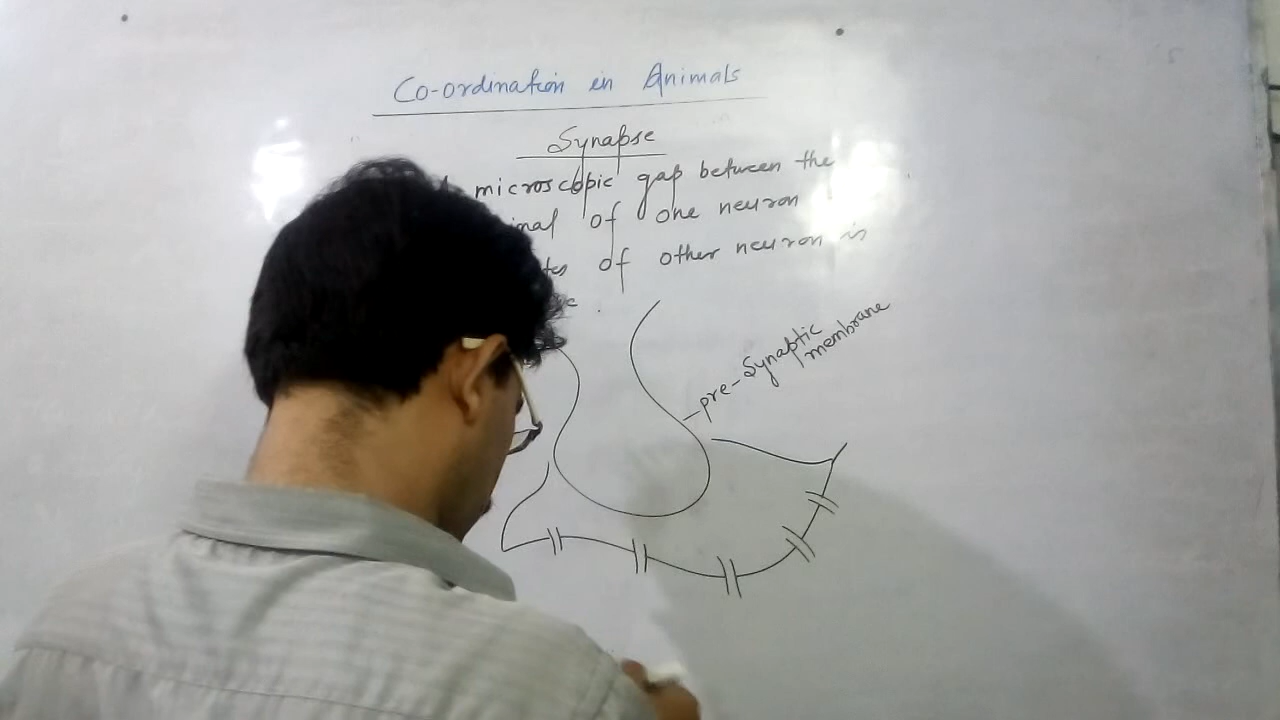 Co-ordination in Animals
Synapse
microscopic gap between the
of one neuron
of other neuron is
pre-Synaptic
membrane